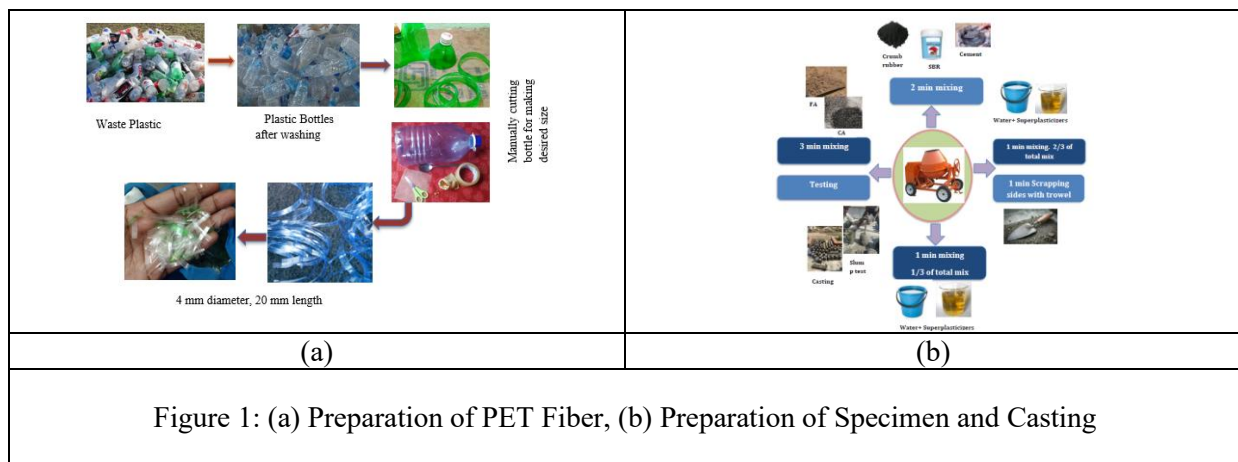 Waste Plastic
Plastic Bottles
after washing
Manually cutting
bottle for making
desired size
4 mm diameter, 20 mm length
Crumb
rubber
SBR
Cement
2 min mixing
FA
CA
Water+ Superplasticizers
3 min mixing
1 min mixing. 2/3 of
total mix
Testing
1 min Scrapping
sides with trowel
Slum
p test
Casting
1 min mixing
1/3 of total mix
Water+ Superplasticizers
(a)
(b)
Figure 1: (a) Preparation of PET Fiber, (b) Preparation of Specimen and Casting